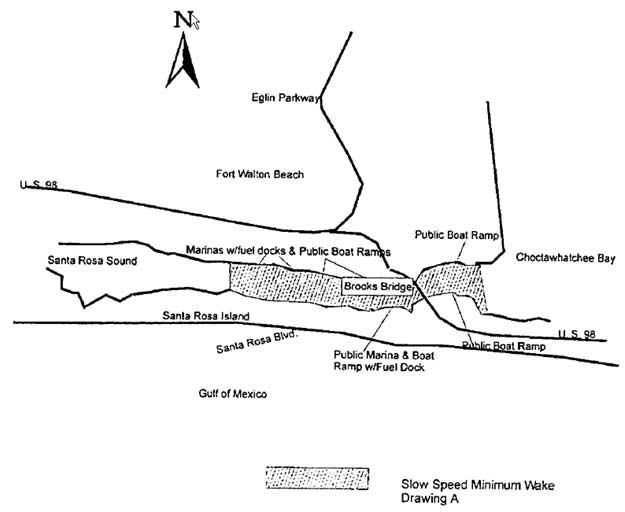 N
Eglin Parkway
Fort Walton Beach
U.S. 98
Public Boat Ramp
Marinas w/fuel docks & Public Boat Ramps
Choctawhatchee Bay
Santa Rosa Sound
Brooks Bridge
Santa Rosa Island
Santa Rosa Blvd.
U.S. 98
Public Boat Ramp
Public Marina & Boat
Ramp w/Fuel Dock
Gulf of Mexico
Slow Speed Minimum Wake
Drawing A